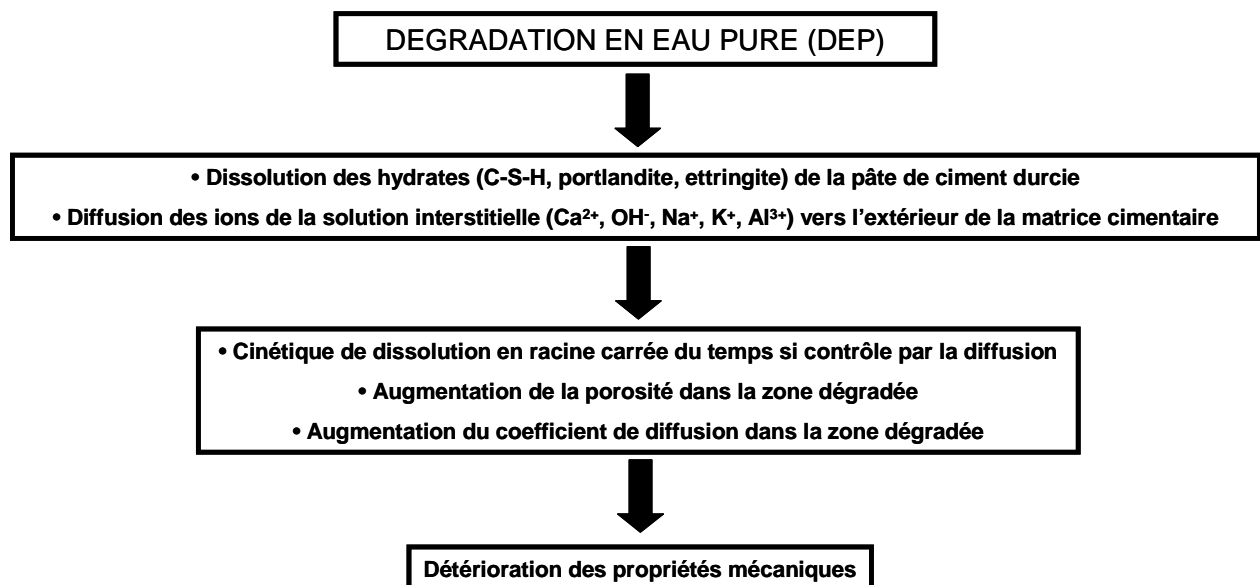 DEGRADATION EN EAU PURE (DEP)
• Dissolution des hydrates (C-S-H, portlandite, ettringite) de la pâte de ciment durcie
• Diffusion des ions de la solution interstitielle (Ca²⁺, OH⁻, Na⁺, K⁺, Al³⁺) vers l’extérieur de la matrice cimentaire
• Cinétique de dissolution en racine carrée du temps si contrôle par la diffusion
• Augmentation de la porosité dans la zone dégradée
• Augmentation du coefficient de diffusion dans la zone dégradée
Détérioration des propriétés mécaniques